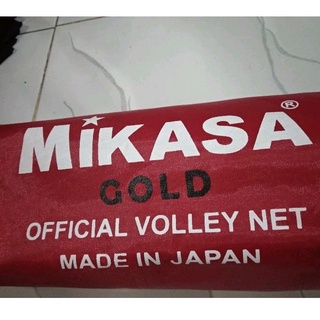 MiKASA®
GOLD
OFFICIAL VOLLEY NET
MADE IN JAPAN